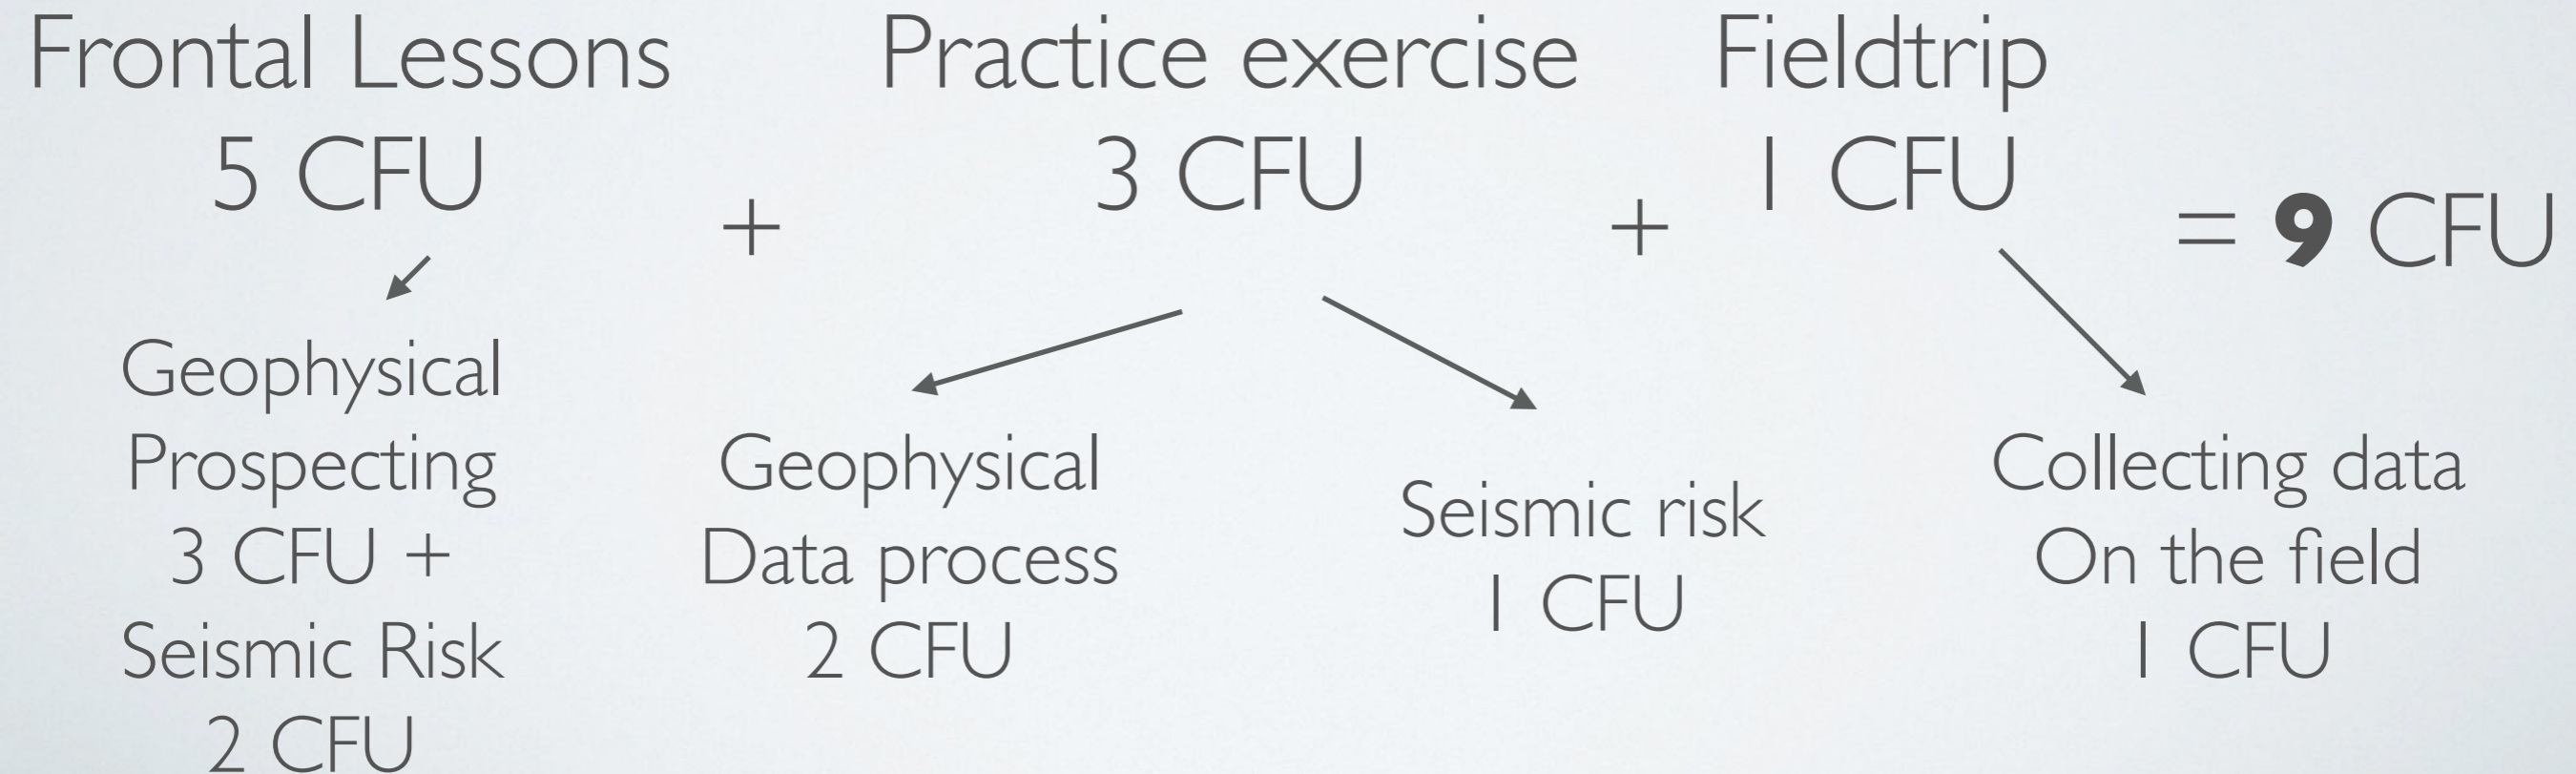 Frontal Lessons
5 CFU
+
Practice exercise
3 CFU
+
Fieldtrip
1 CFU
= 9 CFU
Geophysical
Prospecting
3 CFU +
Seismic Risk
2 CFU
Geophysical
Data process
2 CFU
Seismic risk
1 CFU
Collecting data
On the field
1 CFU